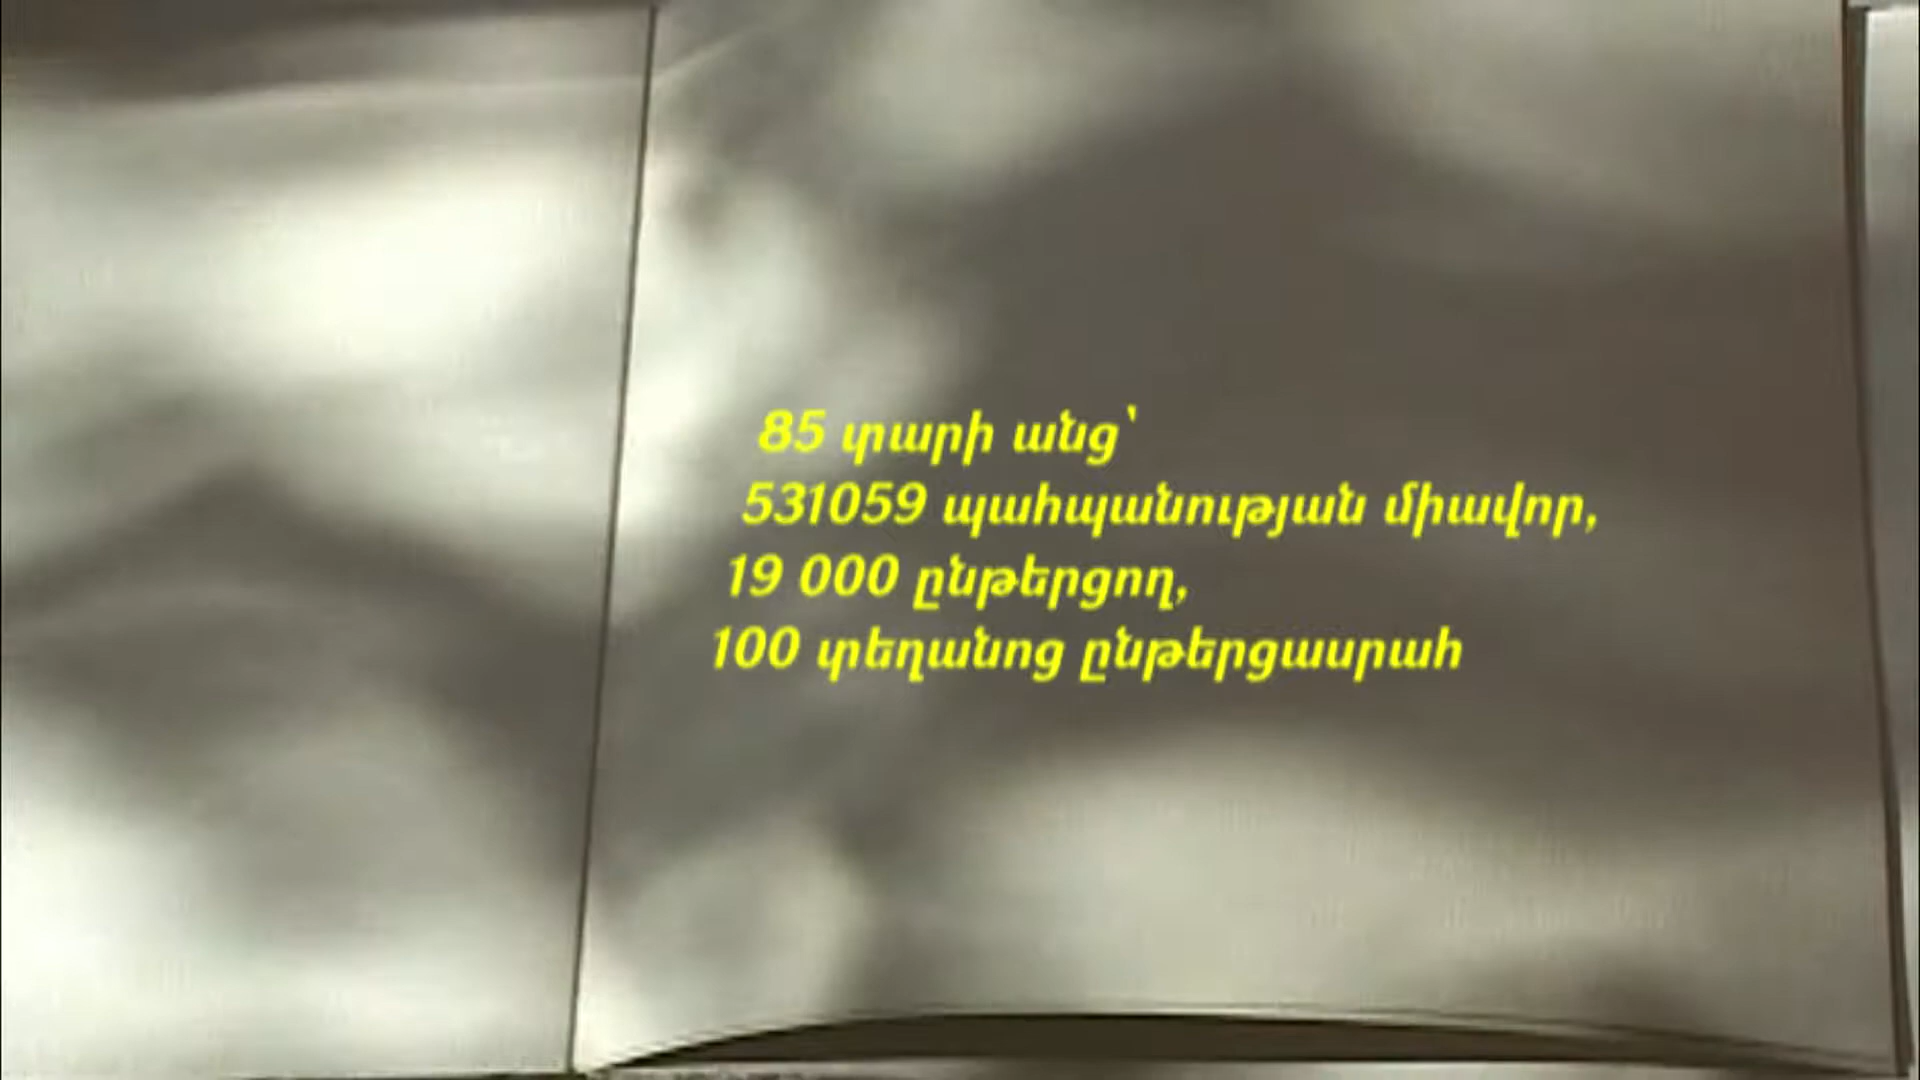 85 տարի անց՝
531059 պահպանության միավոր,
19 000 ընթերցող,
100 տեղանոց ընթերցասրահ